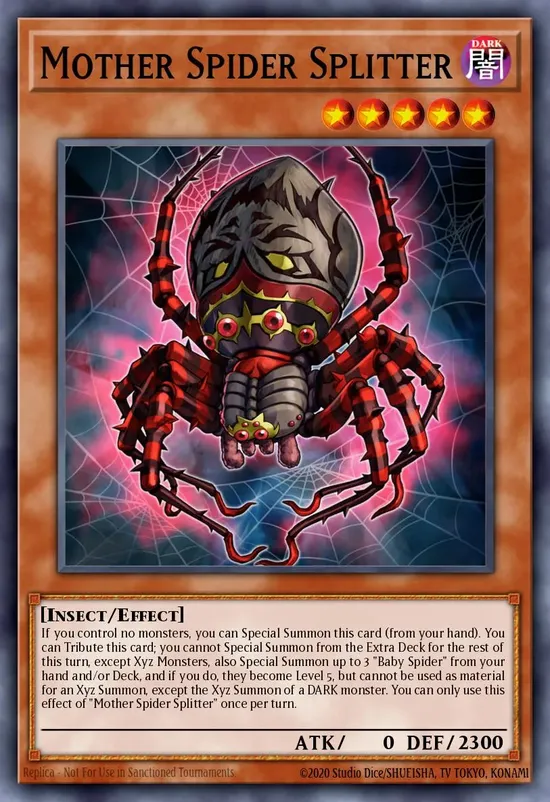 MOTHER SPIDER SPLITTER
DARK
闇
[INSECT/EFFECT]
If you control no monsters, you can Special Summon this card (from your hand). You
can Tribute this card; you cannot Special Summon from the Extra Deck for the rest of
this turn, except Xyz Monsters, also Special Summon up to 3 "Baby Spider" from your
hand and/or Deck, and if you do, they become Level 5, but cannot be used as material
for an Xyz Summon, except the Xyz Summon of a DARK monster. You can only use this
effect of "Mother Spider Splitter" once per turn.
ATK/ 0 DEF/2300
Replica - Not For Use in Sanctioned Tournaments
©2020 Studio Dice/SHUEISHA, TV TOKYO, KONAMI